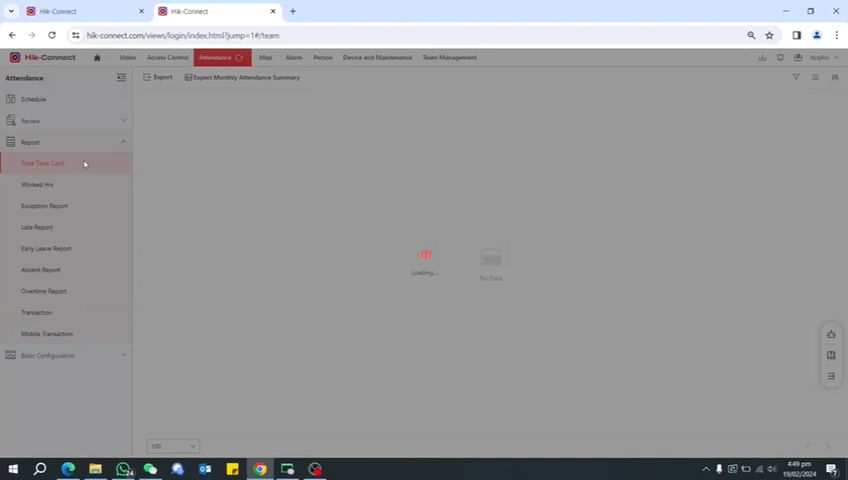 Hik-Connect
Hik-Connect
hik-connect.com/views/login/index.html?jump=1#/team
Hik-Connect
Video
Access Control
Attendance
Map
Alarm
Person
Device and Maintenance
Team Management
Attendance
Export
Export Monthly Attendance Summary
Schedule
Review
Report
Total Time Card
Worked Hrs
Exception Report
Late Report
Early Leave Report
Absent Report
Overtime Report
Transaction
Mobile Transaction
Basic Configuration
Loading...
No Data
100
24
4:49 pm
19/02/2024